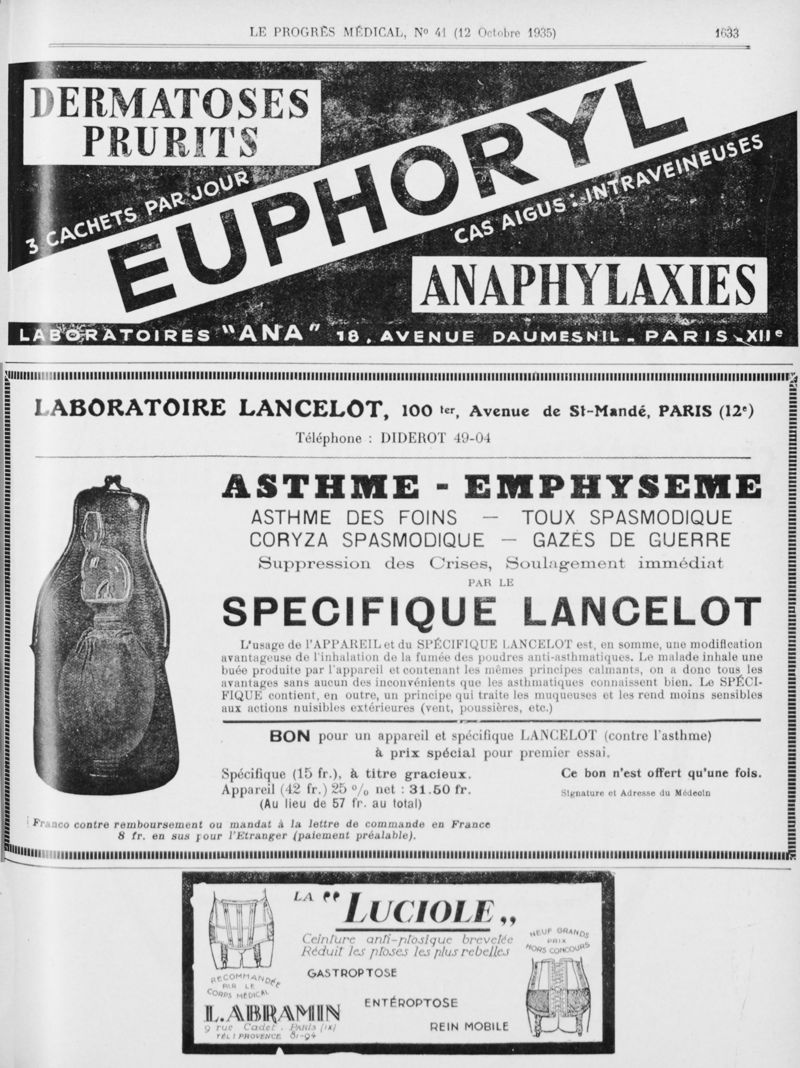 LE PROGRÈS MÉDICAL, Nº 41 (12 Octobre 1935)
1633
DERMATOSES
PRURITS
3 CACHETS PAR JOUR
EUPHORYL
CAS AIGUS : INTRAVEINEUSES
ANAPHYLAXIES
LABORATOIRES "ANA" 18, AVENUE DAUMESNIL - PARIS - XIIe
LABORATOIRE LANCELOT, 100 ter, Avenue de St-Mandé, PARIS (12e)
Téléphone : DIDEROT 49-04
ASTHME - EMPHYSEME
ASTHME DES FOINS — TOUX SPASMODIQUE
CORYZA SPASMODIQUE — GAZÉS DE GUERRE
Suppression des Crises, Soulagement immédiat
PAR LE
SPECIFIQUE LANCELOT
L'usage de l'APPAREIL et du SPÉCIFIQUE LANCELOT est, en somme, une modification
avantageuse de l'inhalation de la fumée des poudres anti-asthmatiques. Le malade inhale une
buée produite par l'appareil et contenant les mêmes principes calmants, on a donc tous les
avantages sans aucun des inconvénients que les asthmatiques connaissent bien. Le SPÉCI-
FIQUE contient, en outre, un principe qui traite les muqueuses et les rend moins sensibles
aux actions nuisibles extérieures (vent, poussières, etc.)
BON pour un appareil et spécifique LANCELOT (contre l'asthme)
à prix spécial pour premier essai.
Spécifique (15 fr.), à titre gracieux.
Appareil (42 fr.) 25 % net : 31.50 fr.
(Au lieu de 57 fr. au total)
Ce bon n'est offert qu'une fois.
Signature et Adresse du Médecin
Franco contre remboursement ou mandat à la lettre de commande en France
8 fr. en sus pour l'Etranger (paiement préalable).
LA "LUCIOLE"
Ceinture anti-ptosique brevetée
Réduit les ptoses les plus rebelles
NEUF GRANDS
PRIX
HORS CONCOURS
RECOMMANDÉE
PAR LE
CORPS MÉDICAL
GASTROPTOSE
ENTÉROPTOSE
REIN MOBILE
L. ABRAMIN
9 rue Cadet. PARIS (IX)
TÉL : PROVENCE 81-94